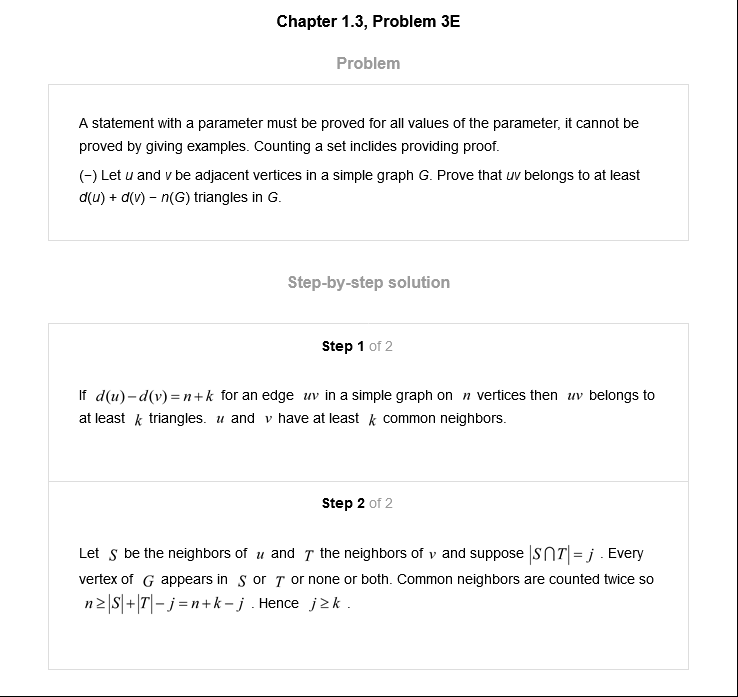 Chapter 1.3, Problem 3E
Problem
A statement with a parameter must be proved for all values of the parameter, it cannot be
proved by giving examples. Counting a set inclides providing proof.
(−) Let u and v be adjacent vertices in a simple graph G. Prove that uv belongs to at least
d(u) + d(v) − n(G) triangles in G.
Step-by-step solution
Step 1 of 2
If d(u)−d(v)=n+k for an edge uv in a simple graph on n vertices then uv belongs to
at least k triangles. u and v have at least k common neighbors.
Step 2 of 2
Let S be the neighbors of u and T the neighbors of v and suppose |S⋂T|=j . Every
vertex of G appears in S or T or none or both. Common neighbors are counted twice so
n≥|S|+|T|−j=n+k−j . Hence j≥k .